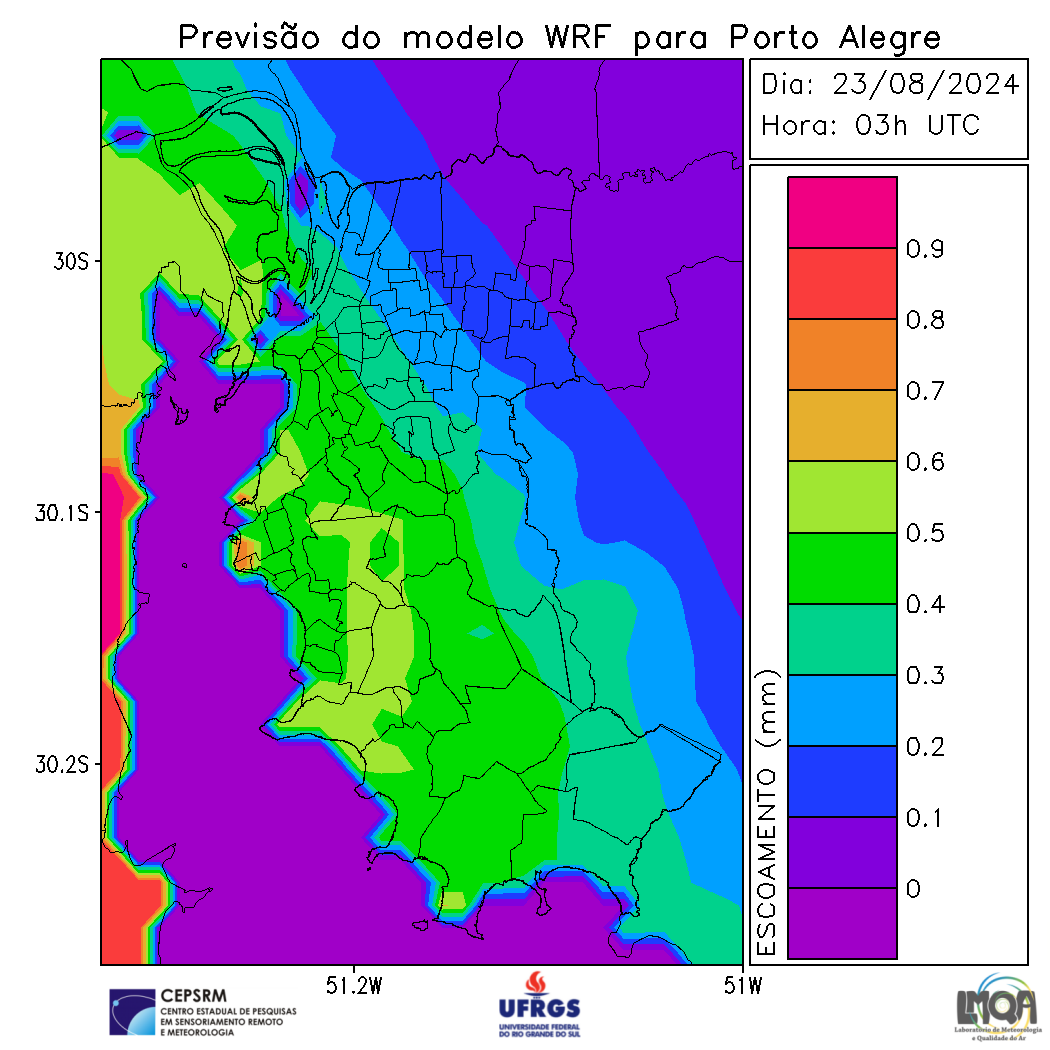 Previsão do modelo WRF para Porto Alegre
Dia: 23/08/2024
Hora: 03h UTC
30S
30.1S
30.2S
51.2W
51W
ESCOAMENTO (mm)
0.9
0.8
0.7
0.6
0.5
0.4
0.3
0.2
0.1
0
CEPSRM
CENTRO ESTADUAL DE PESQUISAS
EM SENSORIAMENTO REMOTO
E METEOROLOGIA
UFRGS
UNIVERSIDADE FEDERAL
DO RIO GRANDE DO SUL
LMQA
Laboratório de Meteorologia
e Qualidade do Ar